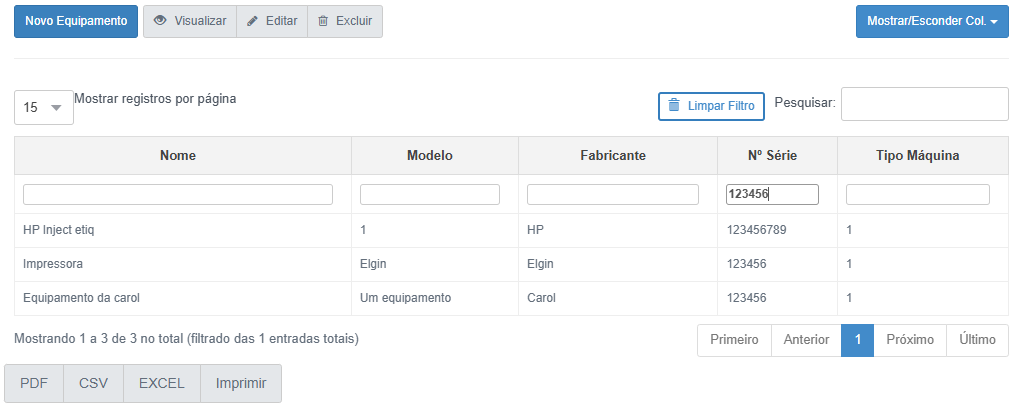 Novo Equipamento Visualizar Editar Excluir Mostrar/Esconder Col.
15 Mostrar registros por página Limpar Filtro Pesquisar:
Nome Modelo Fabricante Nº Série Tipo Máquina
123456
HP Inject etiq 1 HP 123456789 1
Impressora Elgin Elgin 123456 1
Equipamento da carol Um equipamento Carol 123456 1
Mostrando 1 a 3 de 3 no total (filtrado das 1 entradas totais) Primeiro Anterior 1 Próximo Último
PDF CSV EXCEL Imprimir